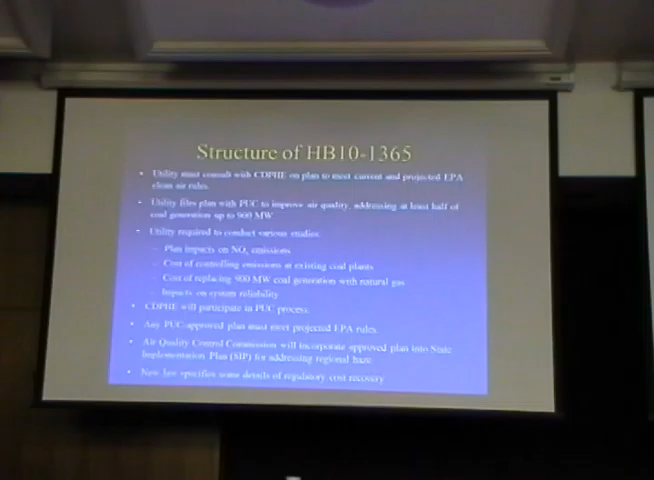 Structure of HB10-1365
• Utility must consult with CDPHE on plan to meet current and projected EPA
clean air rules.
• Utility files plan with PUC to improve air quality, addressing at least half of
coal generation up to 900 MW
• Utility required to conduct various studies:
– Plan impacts on NOx emissions
– Cost of controlling emissions at existing coal plants
– Cost of replacing 900 MW coal generation with natural gas
– Impacts on system reliability
• CDPHE will participate in PUC process.
• Any PUC-approved plan must meet projected EPA rules.
• Air Quality Control Commission will incorporate approved plan into State
Implementation Plan (SIP) for addressing regional haze
• New law specifies some details of regulatory cost recovery